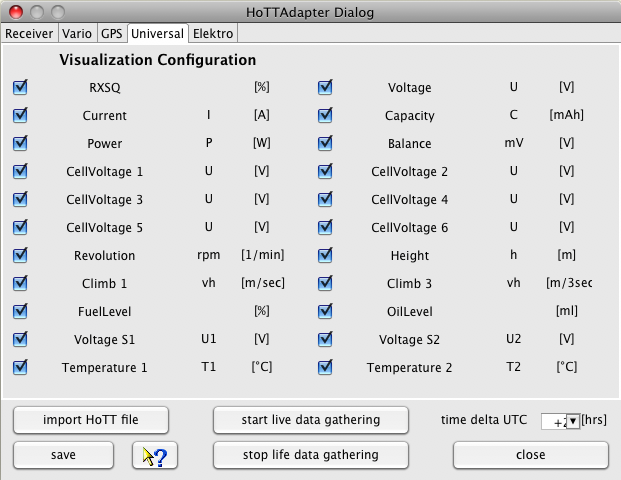 HoTTAdapter Dialog
Receiver Vario GPS Universal Elektro
Visualization Configuration
RXSQ [%] Voltage U [V]
Current I [A] Capacity C [mAh]
Power P [W] Balance mV [V]
CellVoltage 1 U [V] CellVoltage 2 U [V]
CellVoltage 3 U [V] CellVoltage 4 U [V]
CellVoltage 5 U [V] CellVoltage 6 U [V]
Revolution rpm [1/min] Height h [m]
Climb 1 vh [m/sec] Climb 3 vh [m/3sec
FuelLevel [%] OilLevel [ml]
Voltage S1 U1 [V] Voltage S2 U2 [V]
Temperature 1 T1 [°C] Temperature 2 T2 [°C]
import HoTT file start live data gathering time delta UTC [hrs]
save ? stop life data gathering close